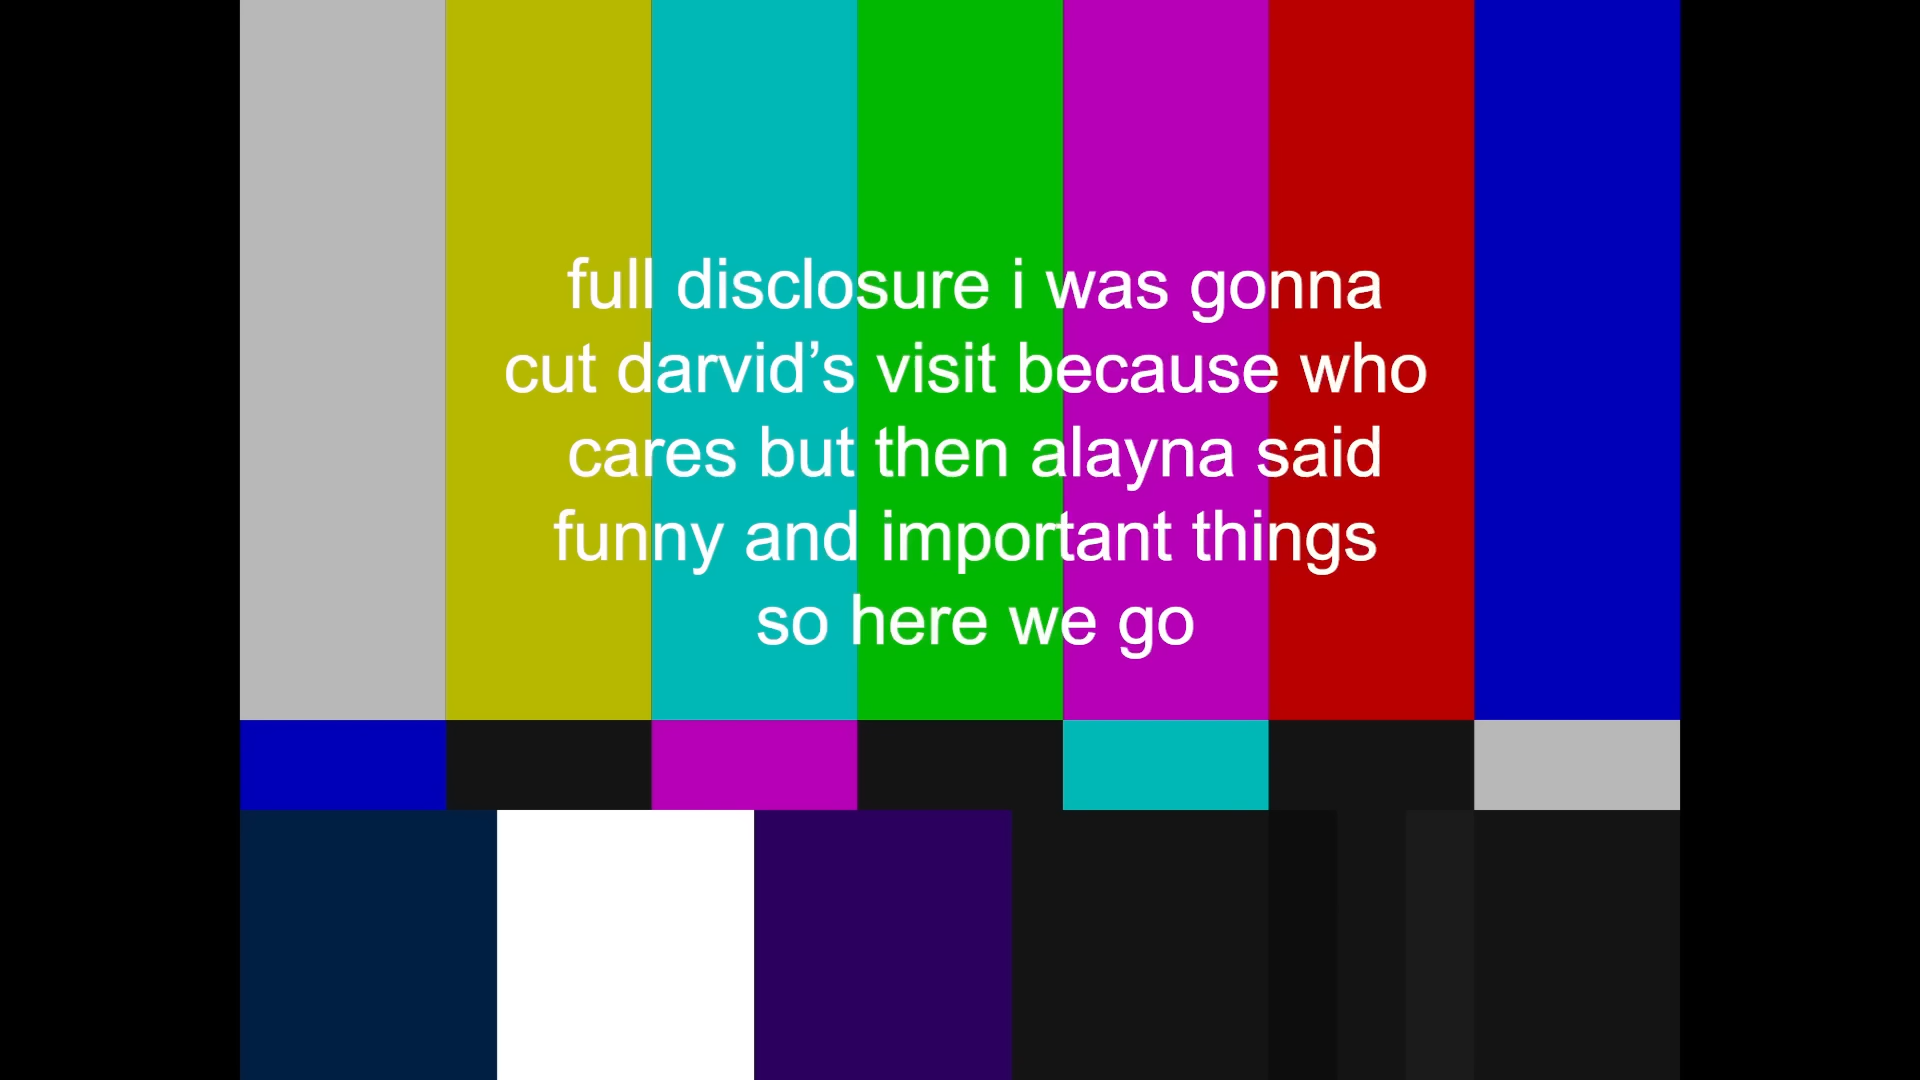 full disclosure i was gonna
cut darvid’s visit because who
cares but then alayna said
funny and important things
so here we go